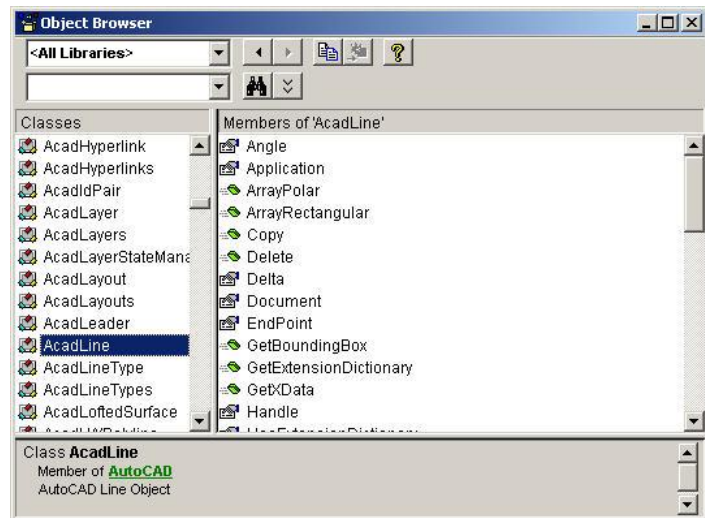 Object Browser
<All Libraries>
Classes
AcadHyperlink
AcadHyperlinks
AcadIdPair
AcadLayer
AcadLayers
AcadLayerStateMana
AcadLayout
AcadLayouts
AcadLeader
AcadLine
AcadLineType
AcadLineTypes
AcadLoftedSurface
Members of 'AcadLine'
Angle
Application
ArrayPolar
ArrayRectangular
Copy
Delete
Delta
Document
EndPoint
GetBoundingBox
GetExtensionDictionary
GetXData
Handle
Class AcadLine
Member of AutoCAD
AutoCAD Line Object